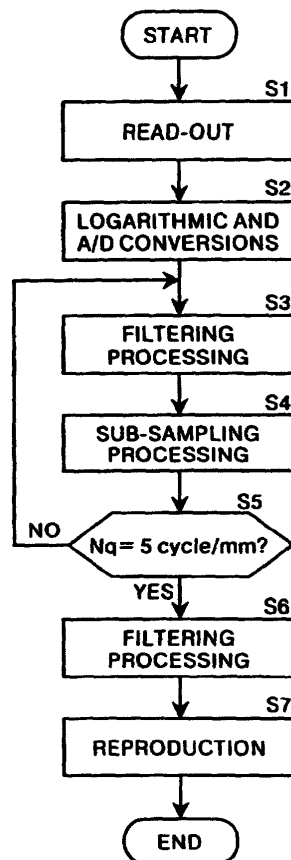 START
S1
READ-OUT
S2
LOGARITHMIC AND
A/D CONVERSIONS
S3
FILTERING
PROCESSING
S4
SUB-SAMPLING
PROCESSING
S5
NO
Nq= 5 cycle/mm?
YES
S6
FILTERING
PROCESSING
S7
REPRODUCTION
END